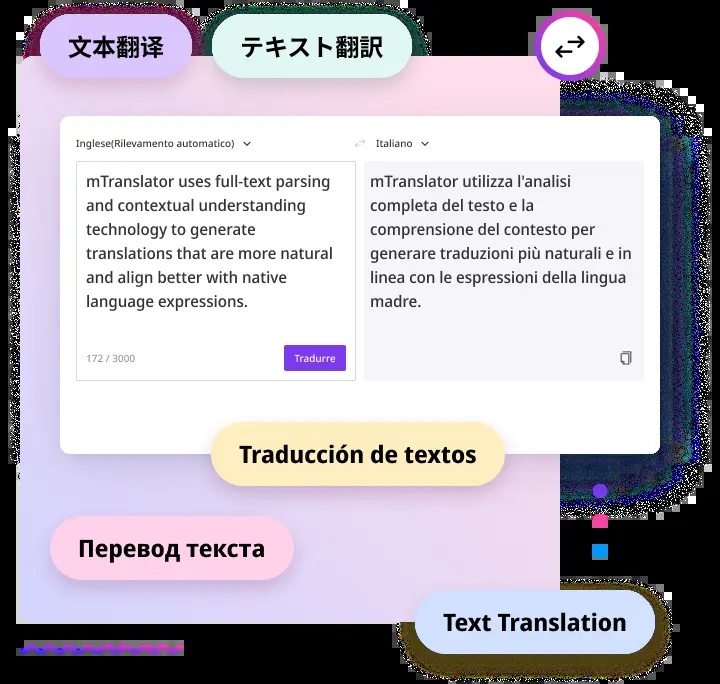 文本翻译
テキスト翻訳
Inglese(Rilevamento automatico)
Italiano
mTranslator uses full-text parsing
and contextual understanding
technology to generate
translations that are more natural
and align better with native
language expressions.
172 / 3000
Tradurre
mTranslator utilizza l'analisi
completa del testo e la
comprensione del contesto per
generare traduzioni più naturali e in
linea con le espressioni della lingua
madre.
Traducción de textos
Перевод текста
Text Translation